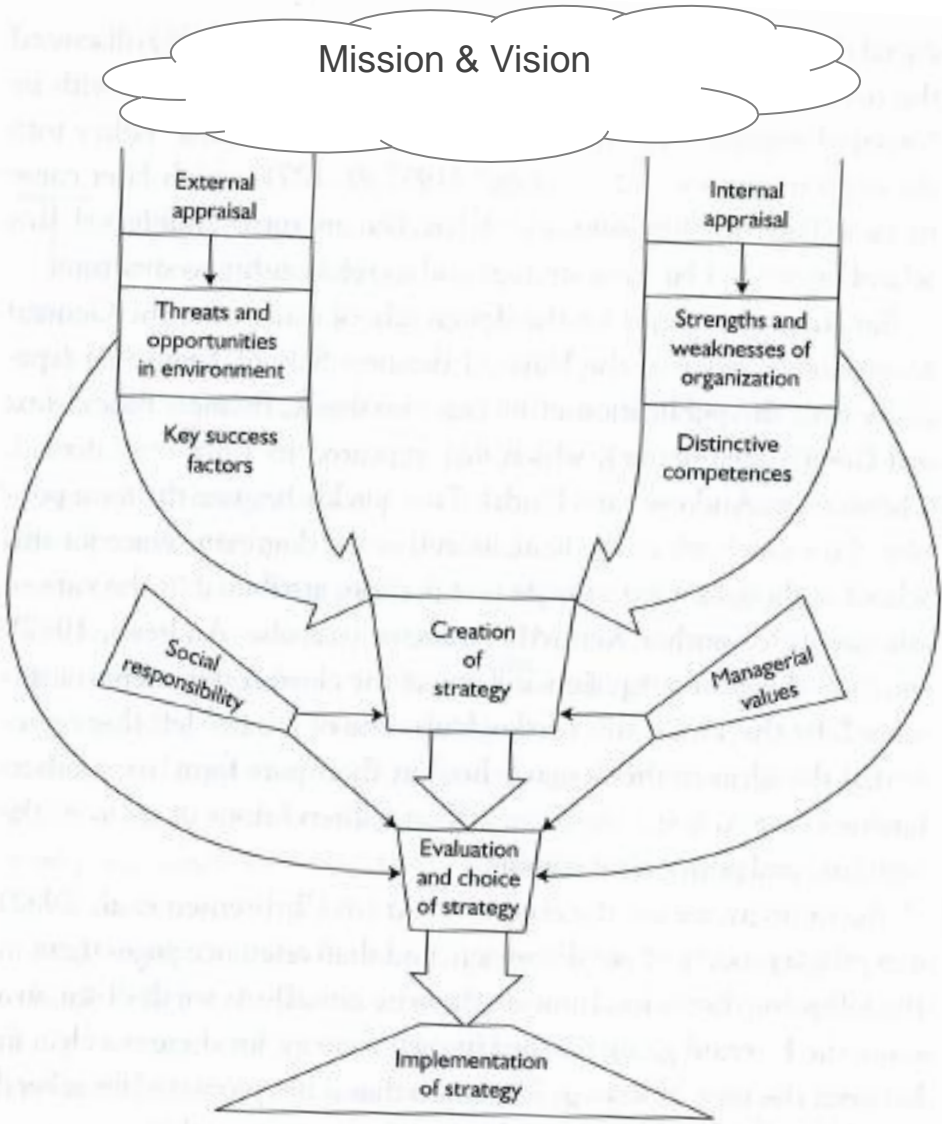 Mission & Vision
External
appraisal
Internal
appraisal
Threats and
opportunities
in environment
Strengths and
weaknesses of
organization
Key success
factors
Distinctive
competences
Creation
of
strategy
Social
responsibility
Managerial
values
Evaluation
and choice
of strategy
Implementation
of strategy